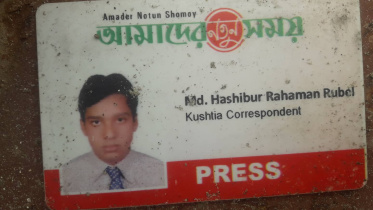 Amader Notun Shomoy
আমাদের নতুন সময়
Md. Hashibur Rahaman Rubel
Kushtia Correspondent
PRESS